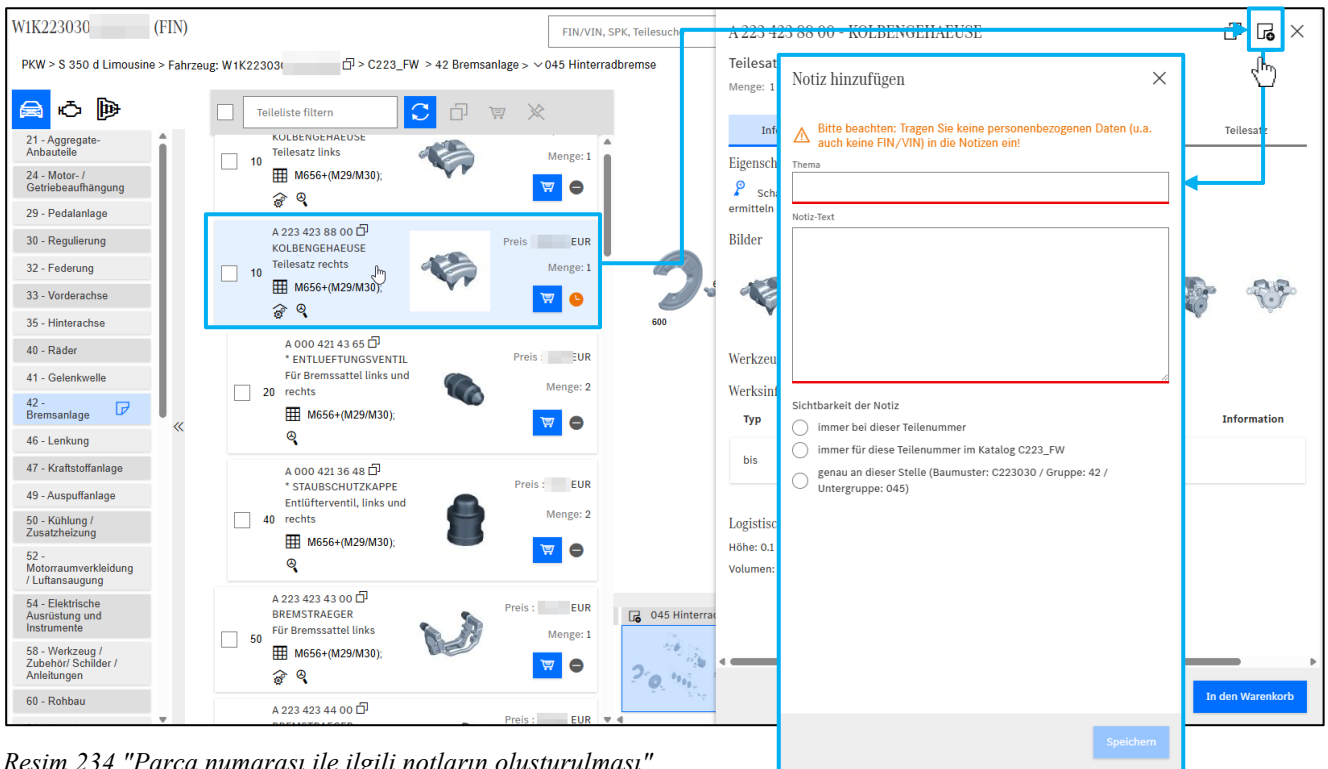 W1K223030 (FIN)
FIN/VIN, SPK, Teilesuche
A 223 423 88 00 - KOLBENGEHAEUSE
PKW > S 350 d Limousine > Fahrzeug: W1K223030 > C223_FW > 42 Bremsanlage > 045 Hinterradbremse
Teileliste filtern
21 - Aggregate-
Anbauteile
24 - Motor- /
Getriebeaufhängung
29 - Pedalanlage
30 - Regulierung
32 - Federung
33 - Vorderachse
35 - Hinterachse
40 - Räder
41 - Gelenkwelle
42 -
Bremsanlage
46 - Lenkung
47 - Kraftstoffanlage
49 - Auspuffanlage
50 - Kühlung /
Zusatzheizung
52 -
Motorraumverkleidung
/ Luftansaugung
54 - Elektrische
Ausrüstung und
Instrumente
58 - Werkzeug /
Zubehör/ Schilder /
Anleitungen
60 - Rohbau
KOLBENGEHAEUSE
10 Teilesatz links
Menge: 1
M656+(M29/M30);
A 223 423 88 00
KOLBENGEHAEUSE
Preis EUR
10 Teilesatz rechts
Menge: 1
M656+(M29/M30);
A 000 421 43 65
* ENTLUEFTUNGSVENTIL
Preis : EUR
Für Bremssattel links und
20 rechts
Menge: 2
M656+(M29/M30);
A 000 421 36 48
* STAUBSCHUTZKAPPE
Preis : EUR
Entlüfterventil, links und
40 rechts
Menge: 2
M656+(M29/M30);
A 223 423 43 00
BREMSTRAEGER
Preis : EUR
50 Für Bremssattel links
Menge: 1
M656+(M29/M30);
A 223 423 44 00
BREMSTRAEGER
Preis : EUR
600
045 Hinterrad
Teilesat
Menge: 1
Inf
Teilesatz
Eigensch
Scha
ermitteln
Bilder
Werkzeu
Werksinf
Typ
Information
bis
Logistisc
Höhe: 0.1
Volumen:
In den Warenkorb
Notiz hinzufügen
Bitte beachten: Tragen Sie keine personenbezogenen Daten (u.a.
auch keine FIN/VIN) in die Notizen ein!
Thema
Notiz-Text
Sichtbarkeit der Notiz
immer bei dieser Teilenummer
immer für diese Teilenummer im Katalog C223_FW
genau an dieser Stelle (Baumuster: C223030 / Gruppe: 42 /
Untergruppe: 045)
Speichern
Resim 234 "Parça numarası ile ilgili notların oluşturulması"